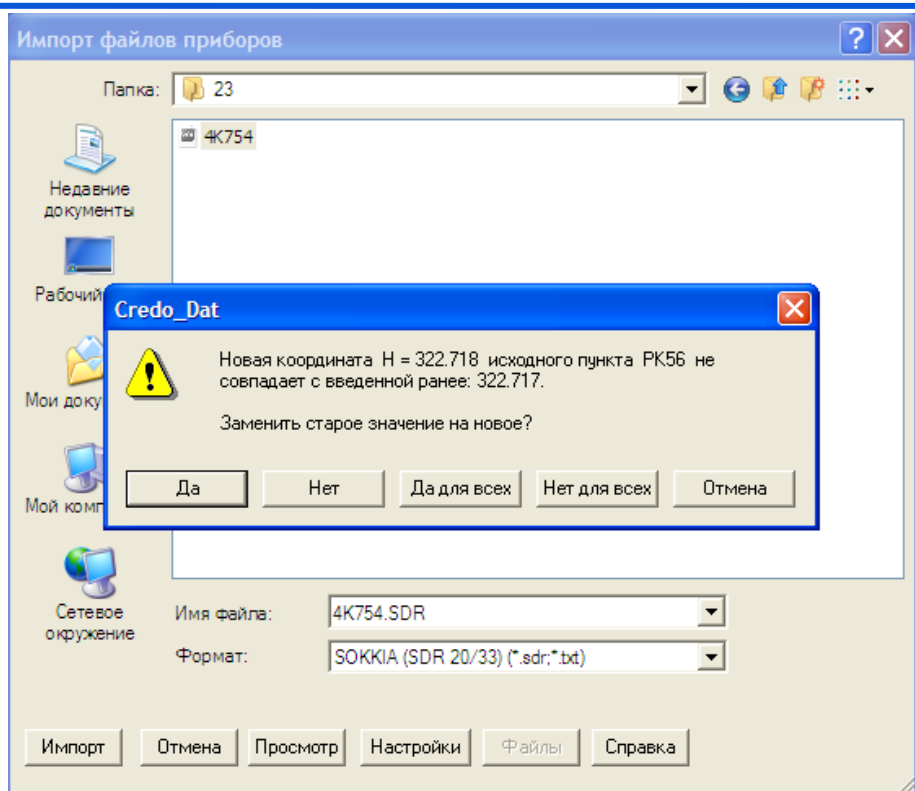 Импорт файлов приборов
Папка: 23
4K754
Недавние
документы
Рабочий
Credo_Dat
Новая координата H = 322.718 исходного пункта PK56 не
совпадает с введенной ранее: 322.717.
Заменить старое значение на новое?
Да Нет Да для всех Нет для всех Отмена
Мои доку
Мой комп
Сетевое
окружение
Имя файла: 4K754.SDR
Формат: SOKKIA (SDR 20/33) (*.sdr;*.txt)
Импорт Отмена Просмотр Настройки Файлы Справка